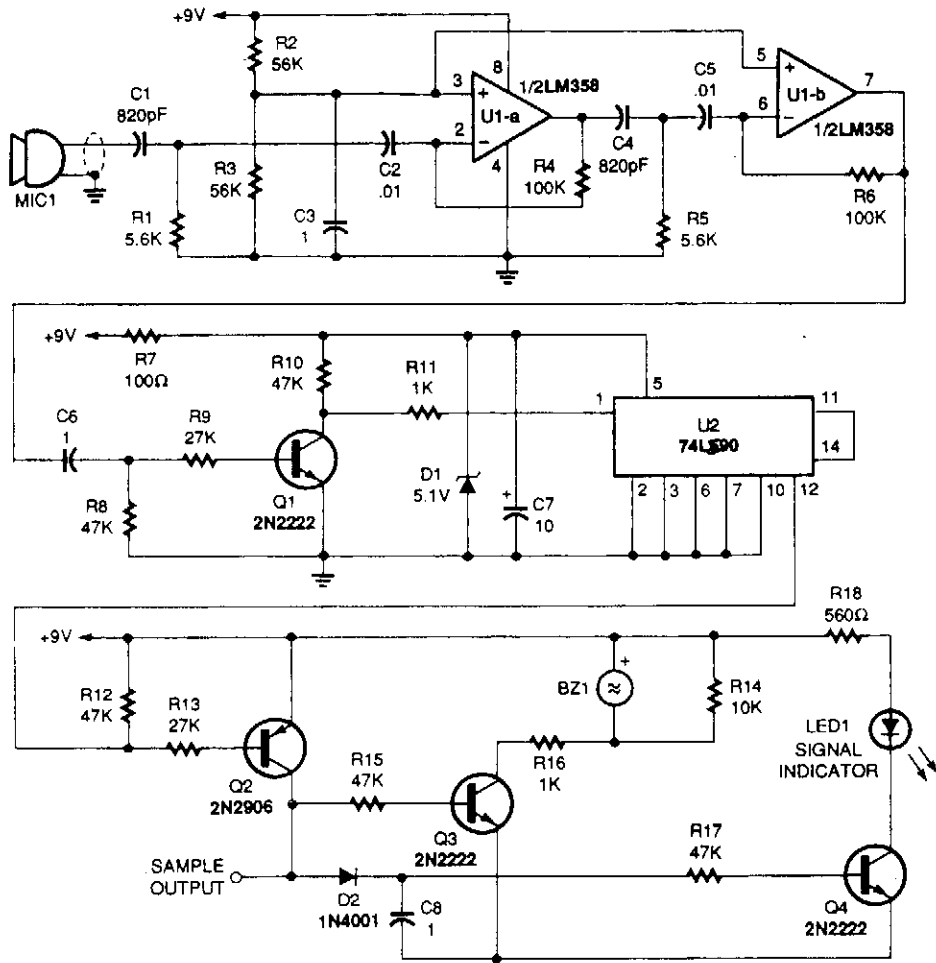 +9V
R2
56K
C1
820pF
8
3
+
1/2LM358
U1-a
2
−
4
C2
.01
R4
100K
C4
820pF
C5
.01
5
+
7
U1-b
6
−
1/2LM358
R6
100K
MIC1
R3
56K
R1
5.6K
C3
1
R5
5.6K
+9V
R7
100Ω
R10
47K
R11
1K
1
5
11
U2
74LS90
14
2
3
6
7
10
12
C6
1
R9
27K
R8
47K
Q1
2N2222
D1
5.1V
+
C7
10
R18
560Ω
+9V
R12
47K
R13
27K
Q2
2N2906
BZ1
+
R14
10K
LED1
SIGNAL
INDICATOR
R15
47K
R16
1K
Q3
2N2222
R17
47K
SAMPLE
OUTPUT
D2
1N4001
C8
1
Q4
2N2222